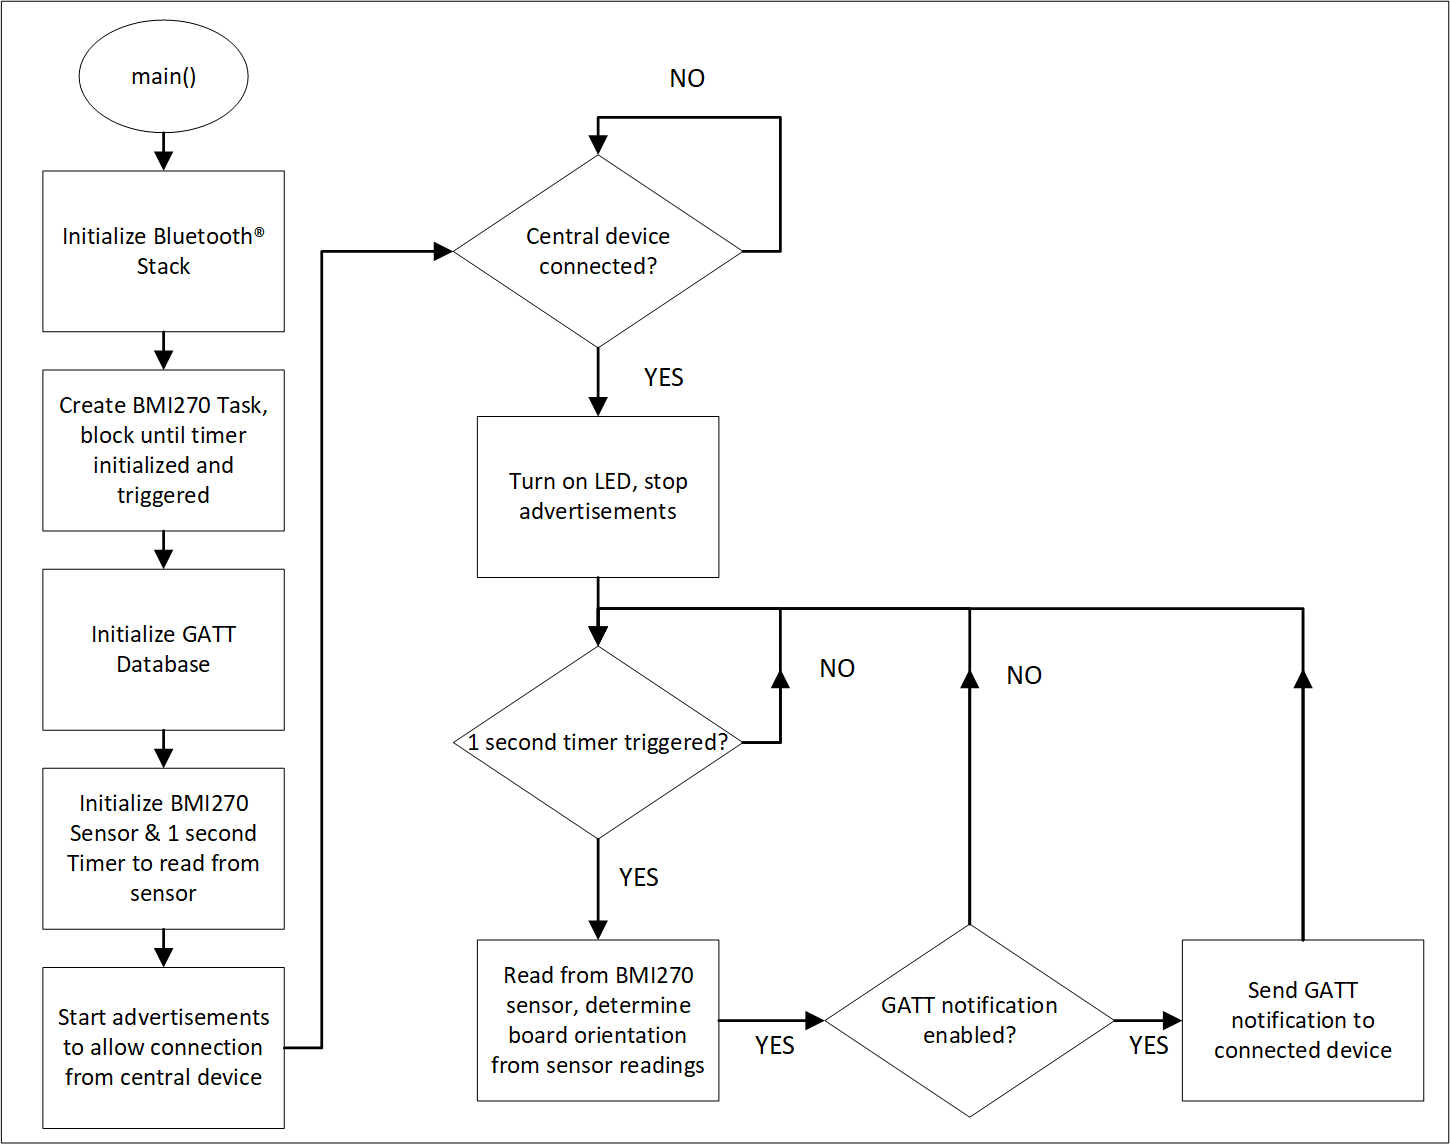 main()
Initialize Bluetooth®
Stack
Create BMI270 Task,
block until timer
initialized and
triggered
Initialize GATT
Database
Initialize BMI270
Sensor & 1 second
Timer to read from
sensor
Start advertisements
to allow connection
from central device
NO
Central device
connected?
YES
Turn on LED, stop
advertisements
NO
1 second timer triggered?
YES
Read from BMI270
sensor, determine
board orientation
from sensor readings
YES
NO
GATT notification
enabled?
YES
Send GATT
notification to
connected device